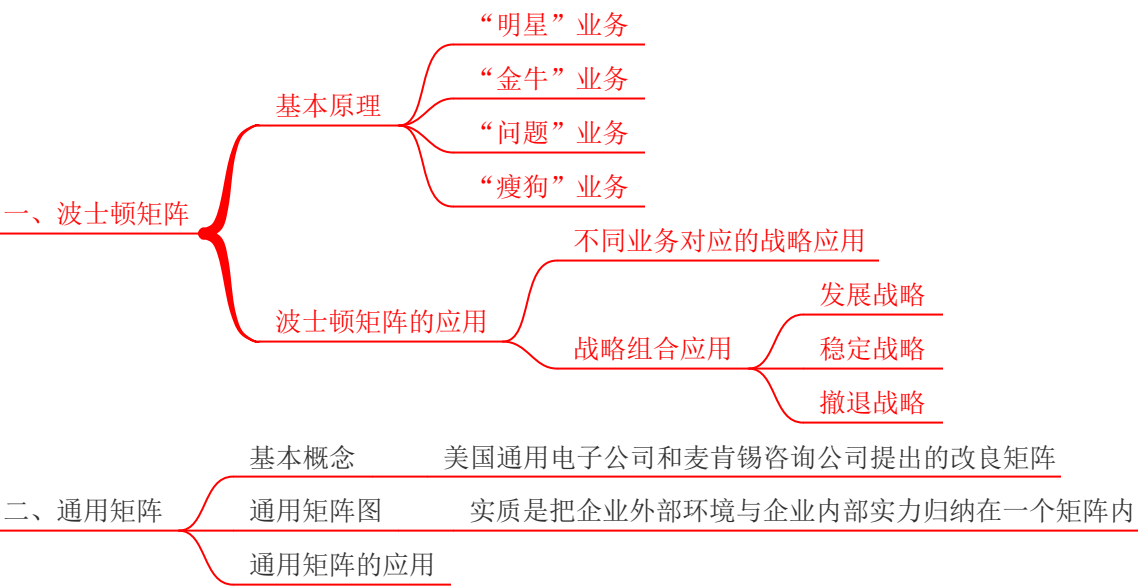 一、波士顿矩阵
基本原理
“明星”业务
“金牛”业务
“问题”业务
“瘦狗”业务
波士顿矩阵的应用
不同业务对应的战略应用
战略组合应用
发展战略
稳定战略
撤退战略
二、通用矩阵
基本概念
美国通用电子公司和麦肯锡咨询公司提出的改良矩阵
通用矩阵图
实质是把企业外部环境与企业内部实力归纳在一个矩阵内
通用矩阵的应用